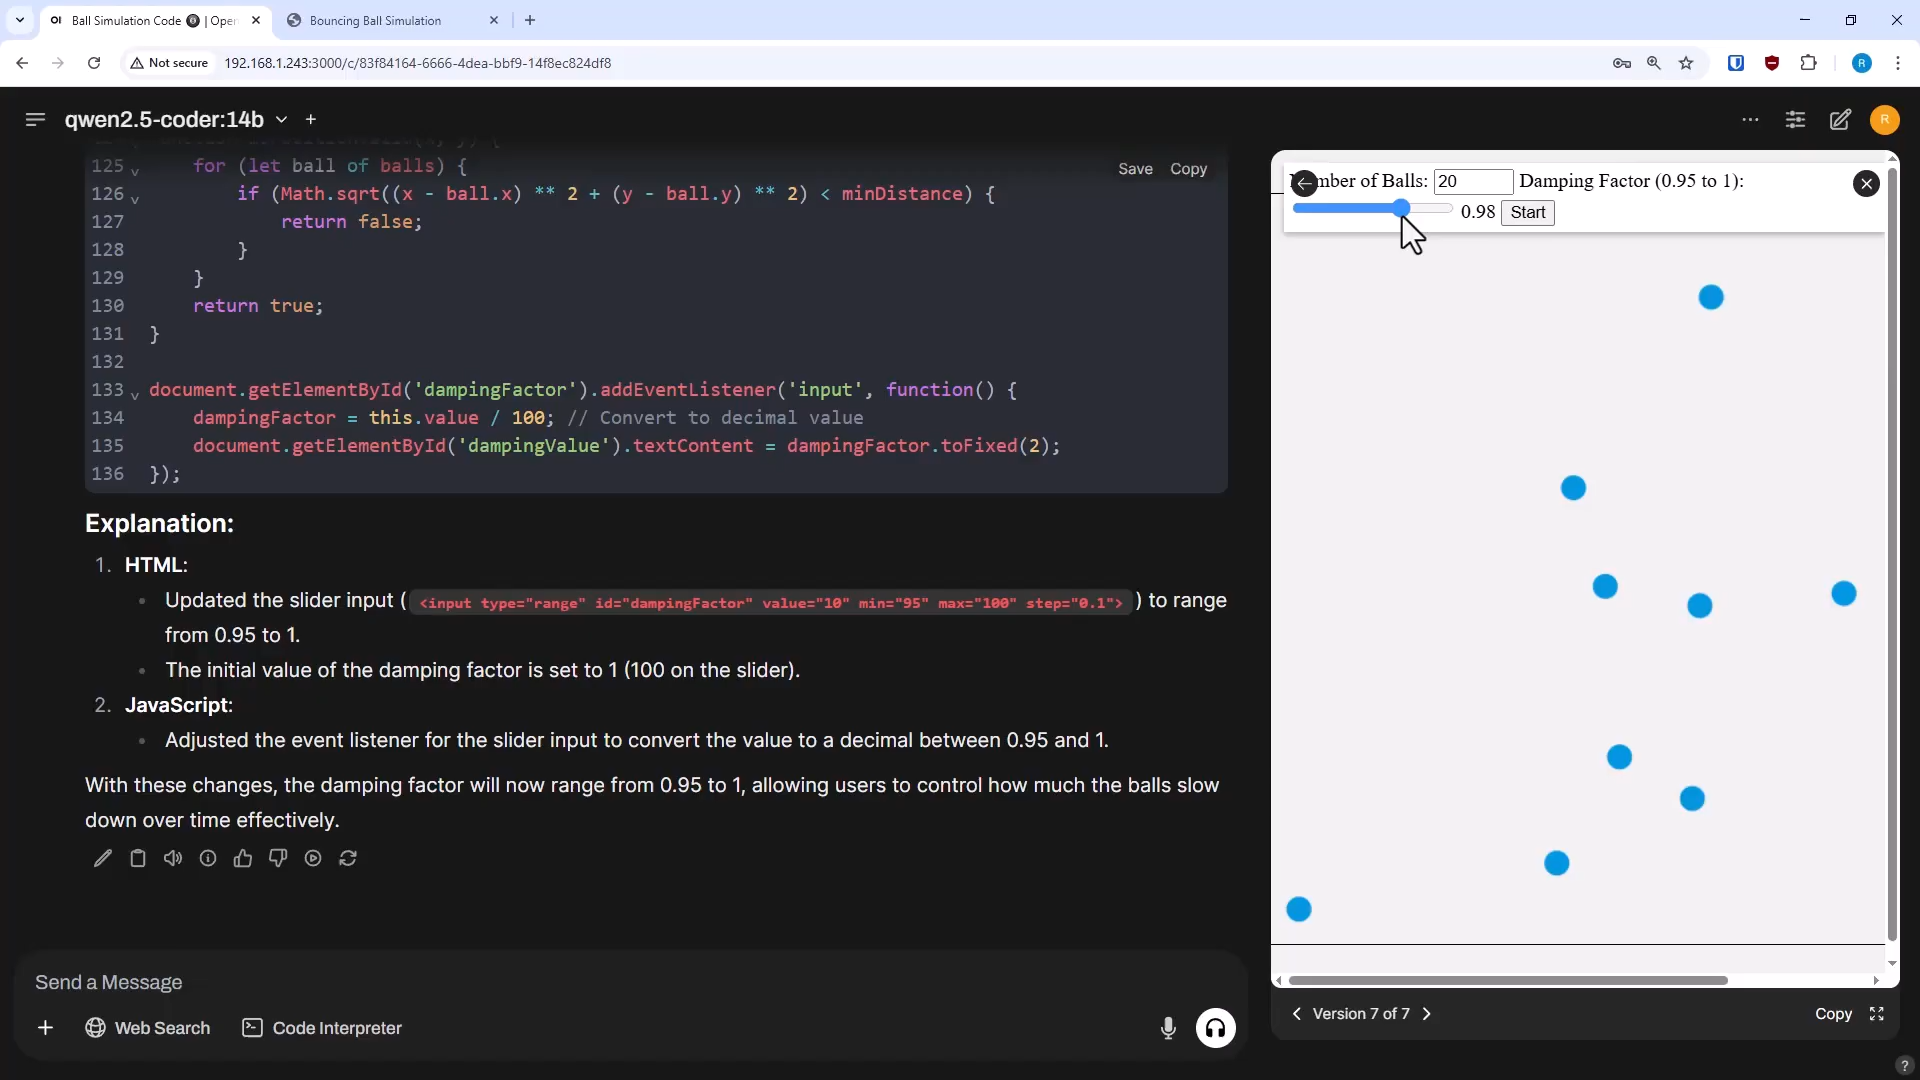 Ball Simulation Code | Open
Bouncing Ball Simulation
Not secure
192.168.1.243:3000/c/83f84164-6666-4dea-bbf9-14f8ec824df8
R
qwen2.5-coder:14b
R
Save Copy
125 for (let ball of balls) {
126 if (Math.sqrt((x - ball.x) ** 2 + (y - ball.y) ** 2) < minDistance) {
127 return false;
128 }
129 }
130 return true;
131 }
132
133 document.getElementById('dampingFactor').addEventListener('input', function() {
134 dampingFactor = this.value / 100; // Convert to decimal value
135 document.getElementById('dampingValue').textContent = dampingFactor.toFixed(2);
136 });
Explanation:
1. HTML:
Updated the slider input ( <input type="range" id="dampingFactor" value="10" min="95" max="100" step="0.1"> ) to range
from 0.95 to 1.
The initial value of the damping factor is set to 1 (100 on the slider).
2. JavaScript:
Adjusted the event listener for the slider input to convert the value to a decimal between 0.95 and 1.
With these changes, the damping factor will now range from 0.95 to 1, allowing users to control how much the balls slow
down over time effectively.
Send a Message
Web Search Code Interpreter
mber of Balls: 20 Damping Factor (0.95 to 1):
0.98 Start
Version 7 of 7
Copy
?